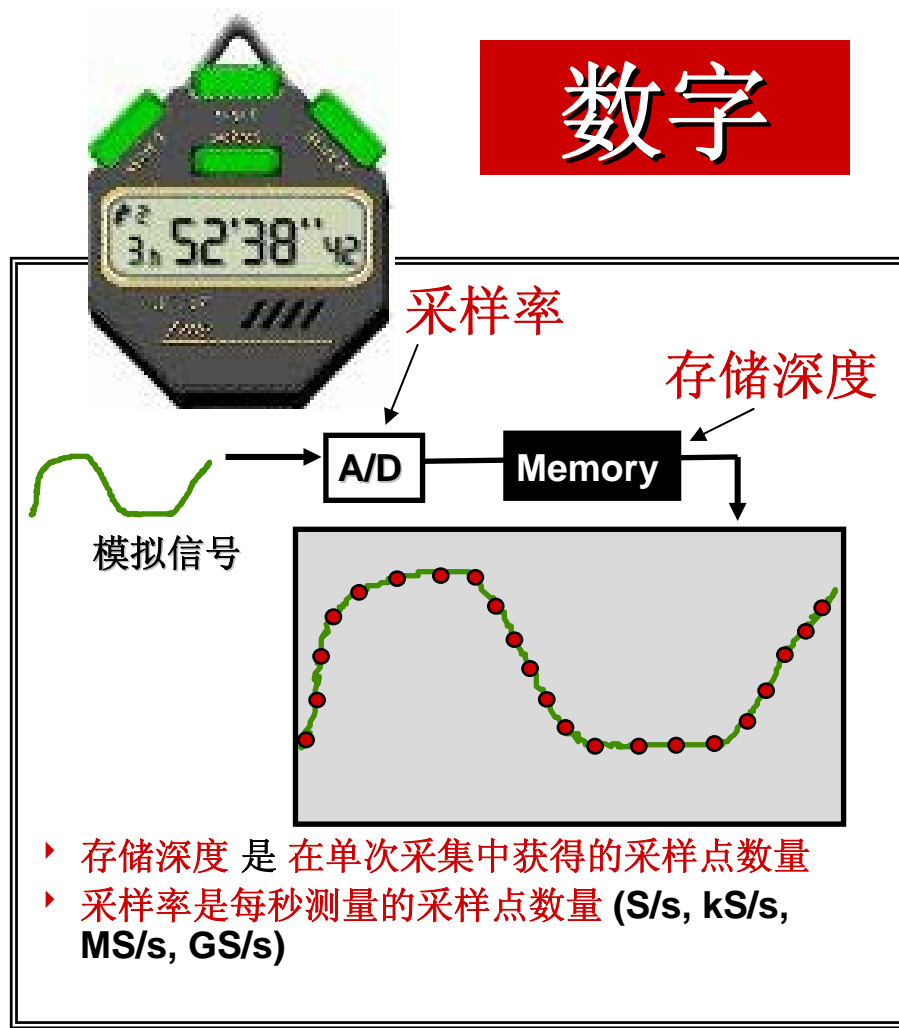 数字
2
3h 52'38"42
采样率
存储深度
A/D
Memory
模拟信号
存储深度 是 在单次采集中获得的采样点数量
采样率是每秒测量的采样点数量 (S/s, kS/s,
MS/s, GS/s)